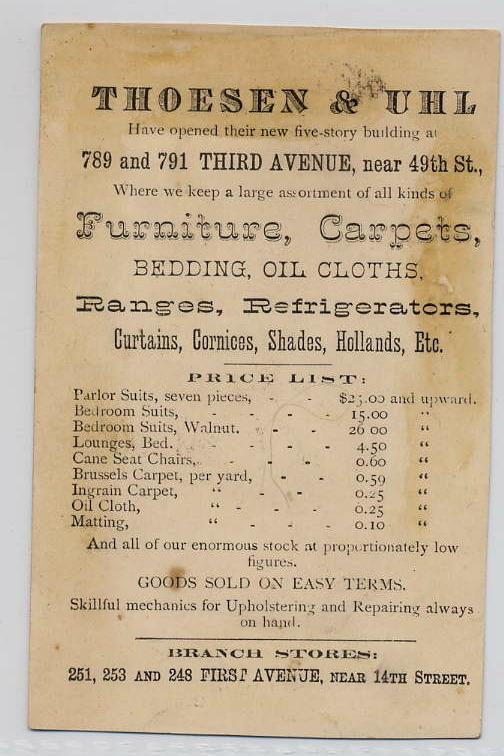 THOESEN & UHL
Have opened their new five-story building at
789 and 791 THIRD AVENUE, near 49th St.,
Where we keep a large assortment of all kinds of
Furniture, Carpets,
BEDDING, OIL CLOTHS,
Ranges, Refrigerators,
Curtains, Cornices, Shades, Hollands, Etc.
PRICE LIST:
Parlor Suits, seven pieces, - - $25.00 and upward.
Bedroom Suits, - - - - 15.00 "
Bedroom Suits, Walnut. - - - 26 00 "
Lounges, Bed. - - - - 4.50 "
Cane Seat Chairs, - - - 0.60 "
Brussels Carpet, per yard, - - 0.59 "
Ingrain Carpet, " - - 0.25 "
Oil Cloth, " - - - 0.25 "
Matting, " - - - 0.10 "
And all of our enormous stock at proportionately low
figures.
GOODS SOLD ON EASY TERMS.
Skillful mechanics for Upholstering and Repairing always
on hand.
BRANCH STORES:
251, 253 AND 248 FIRST AVENUE, NEAR 14TH STREET.